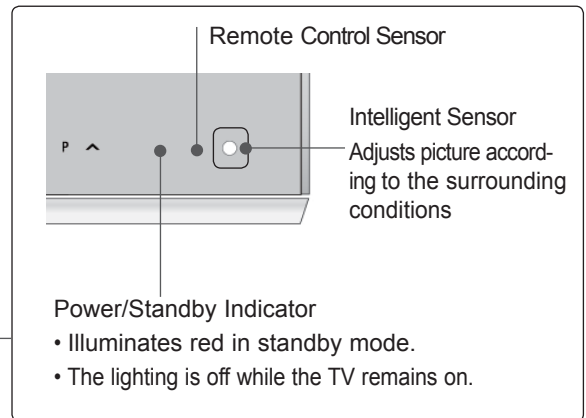 Remote Control Sensor
Intelligent Sensor
Adjusts picture accord-
ing to the surrounding
conditions
P ^
Power/Standby Indicator
• Illuminates red in standby mode.
• The lighting is off while the TV remains on.